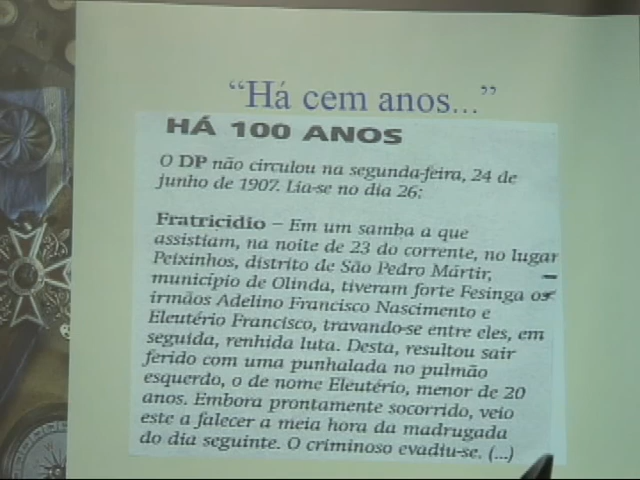 “Há cem anos...”
HÁ 100 ANOS
O DP não circulou na segunda-feira, 24 de
junho de 1907. Lia-se no dia 26:
Fratricidio – Em um samba a que
assistiam, na noite de 23 do corrente, no lugar
Peixinhos, distrito de São Pedro Mártir,
município de Olinda, tiveram forte Fesinga os
irmãos Adelino Francisco Nascimento e
Eleutério Francisco, travando-se entre eles, em
seguida, renhida luta. Desta, resultou sair
ferido com uma punhalada no pulmão
esquerdo, o de nome Eleutério, menor de 20
anos. Embora prontamente socorrido, veio
este a falecer a meia hora da madrugada
do dia seguinte. O criminoso evadiu-se. (...)